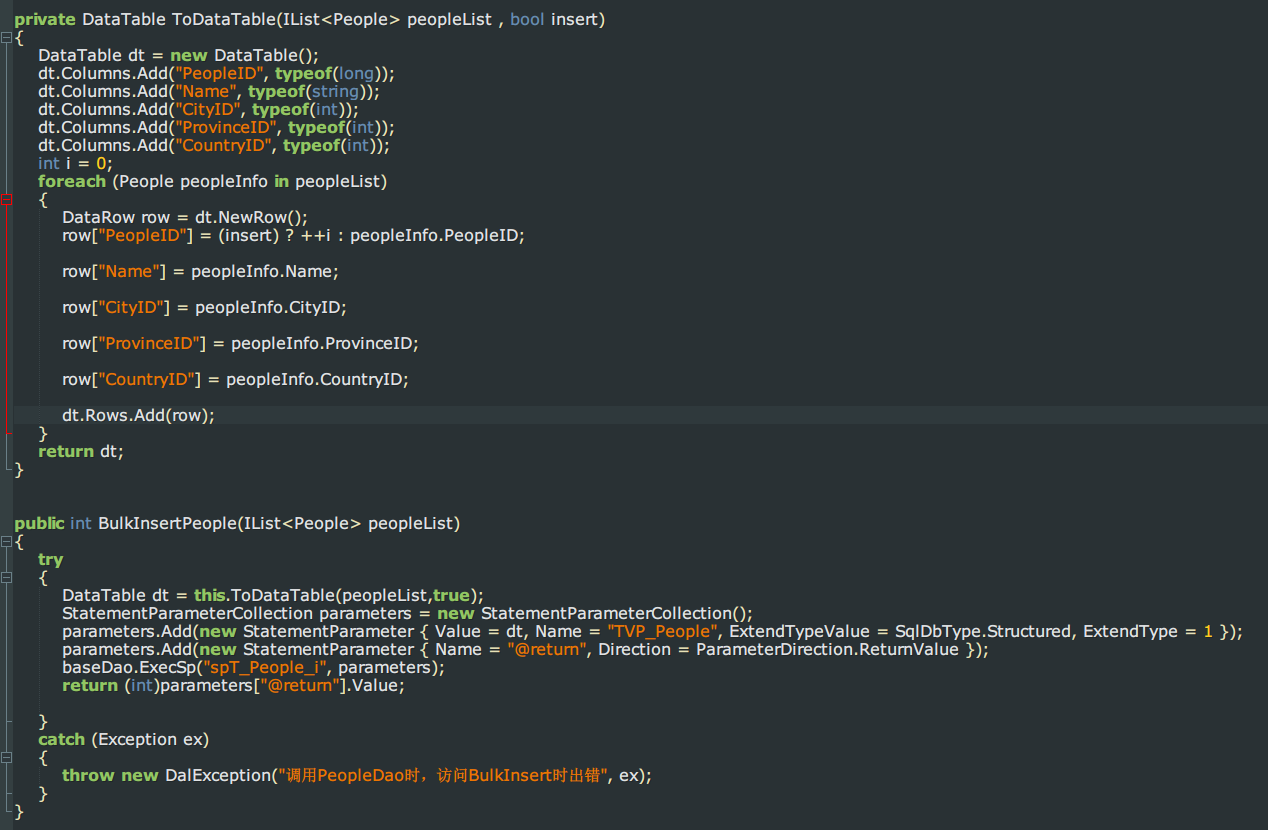 private DataTable ToDataTable(IList<People> peopleList , bool insert)
{
DataTable dt = new DataTable();
dt.Columns.Add("PeopleID", typeof(long));
dt.Columns.Add("Name", typeof(string));
dt.Columns.Add("CityID", typeof(int));
dt.Columns.Add("ProvinceID", typeof(int));
dt.Columns.Add("CountryID", typeof(int));
int i = 0;
foreach (People peopleInfo in peopleList)
{
DataRow row = dt.NewRow();
row["PeopleID"] = (insert) ? ++i : peopleInfo.PeopleID;
row["Name"] = peopleInfo.Name;
row["CityID"] = peopleInfo.CityID;
row["ProvinceID"] = peopleInfo.ProvinceID;
row["CountryID"] = peopleInfo.CountryID;
dt.Rows.Add(row);
}
return dt;
}
public int BulkInsertPeople(IList<People> peopleList)
{
try
{
DataTable dt = this.ToDataTable(peopleList,true);
StatementParameterCollection parameters = new StatementParameterCollection();
parameters.Add(new StatementParameter { Value = dt, Name = "TVP_People", ExtendTypeValue = SqlDbType.Structured, ExtendType = 1 });
parameters.Add(new StatementParameter { Name = "@return", Direction = ParameterDirection.ReturnValue });
baseDao.ExecSp("spT_People_i", parameters);
return (int)parameters["@return"].Value;
}
catch (Exception ex)
{
throw new DalException("调用PeopleDao时，访问BulkInsert时出错", ex);
}
}